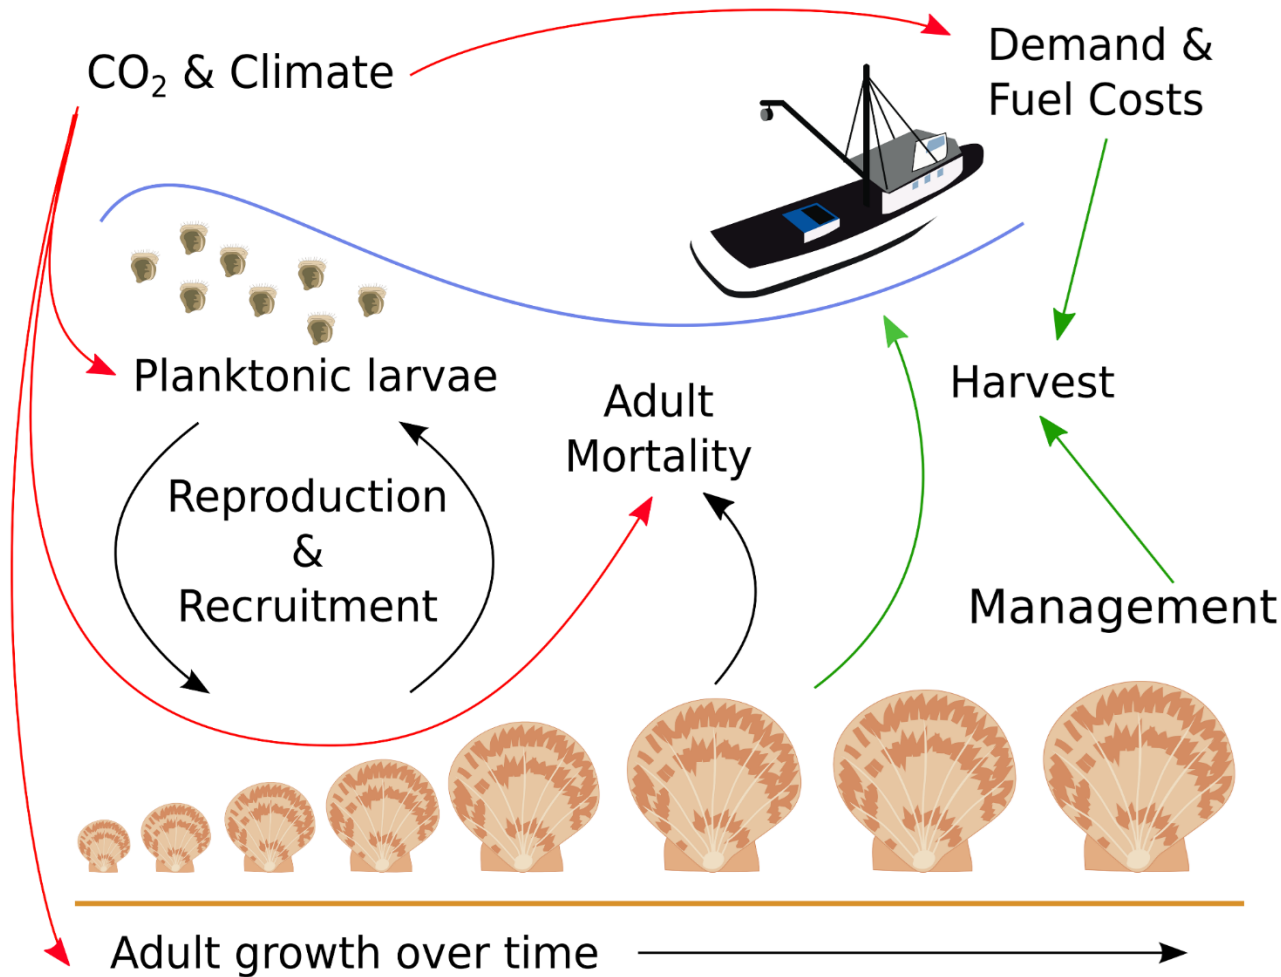 CO₂ & Climate
Demand &
Fuel Costs
Planktonic larvae
Adult
Mortality
Harvest
Reproduction
&
Recruitment
Management
Adult growth over time